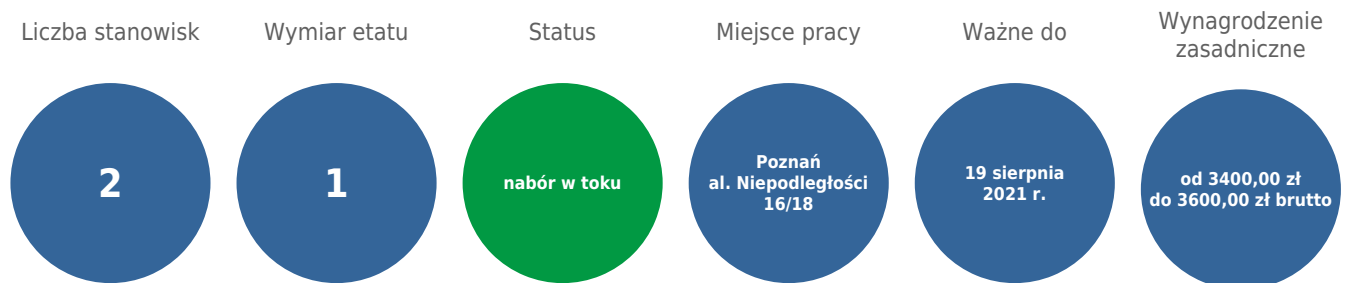 Liczba stanowisk
2
Wymiar etatu
1
Status
nabór w toku
Miejsce pracy
Poznań
al. Niepodległości
16/18
Ważne do
19 sierpnia
2021 r.
Wynagrodzenie
zasadniczne
od 3400,00 zł
do 3600,00 zł brutto